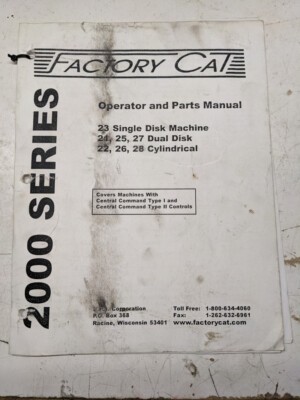 FACTORY CAT
2000 SERIES
Operator and Parts Manual
23 Single Disk Machine
21, 25, 27 Dual Disk
22, 26, 28 Cylindrical
Covers Machines With
Central Command Type I and
Central Command Type II Controls
Corporation
P.O. Box 368
Racine, Wisconsin 53401
Toll Free: 1-800-634-4060
Fax: 1-262-632-6961
www.factorycat.com